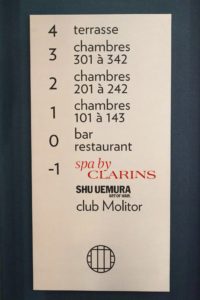 4 terrasse
3 chambres
301 à 342
2 chambres
201 à 242
1 chambres
101 à 143
0 bar
restaurant
-1 spa by
CLARINS
SHU UEMURA
ART OF HAIR
club Molitor